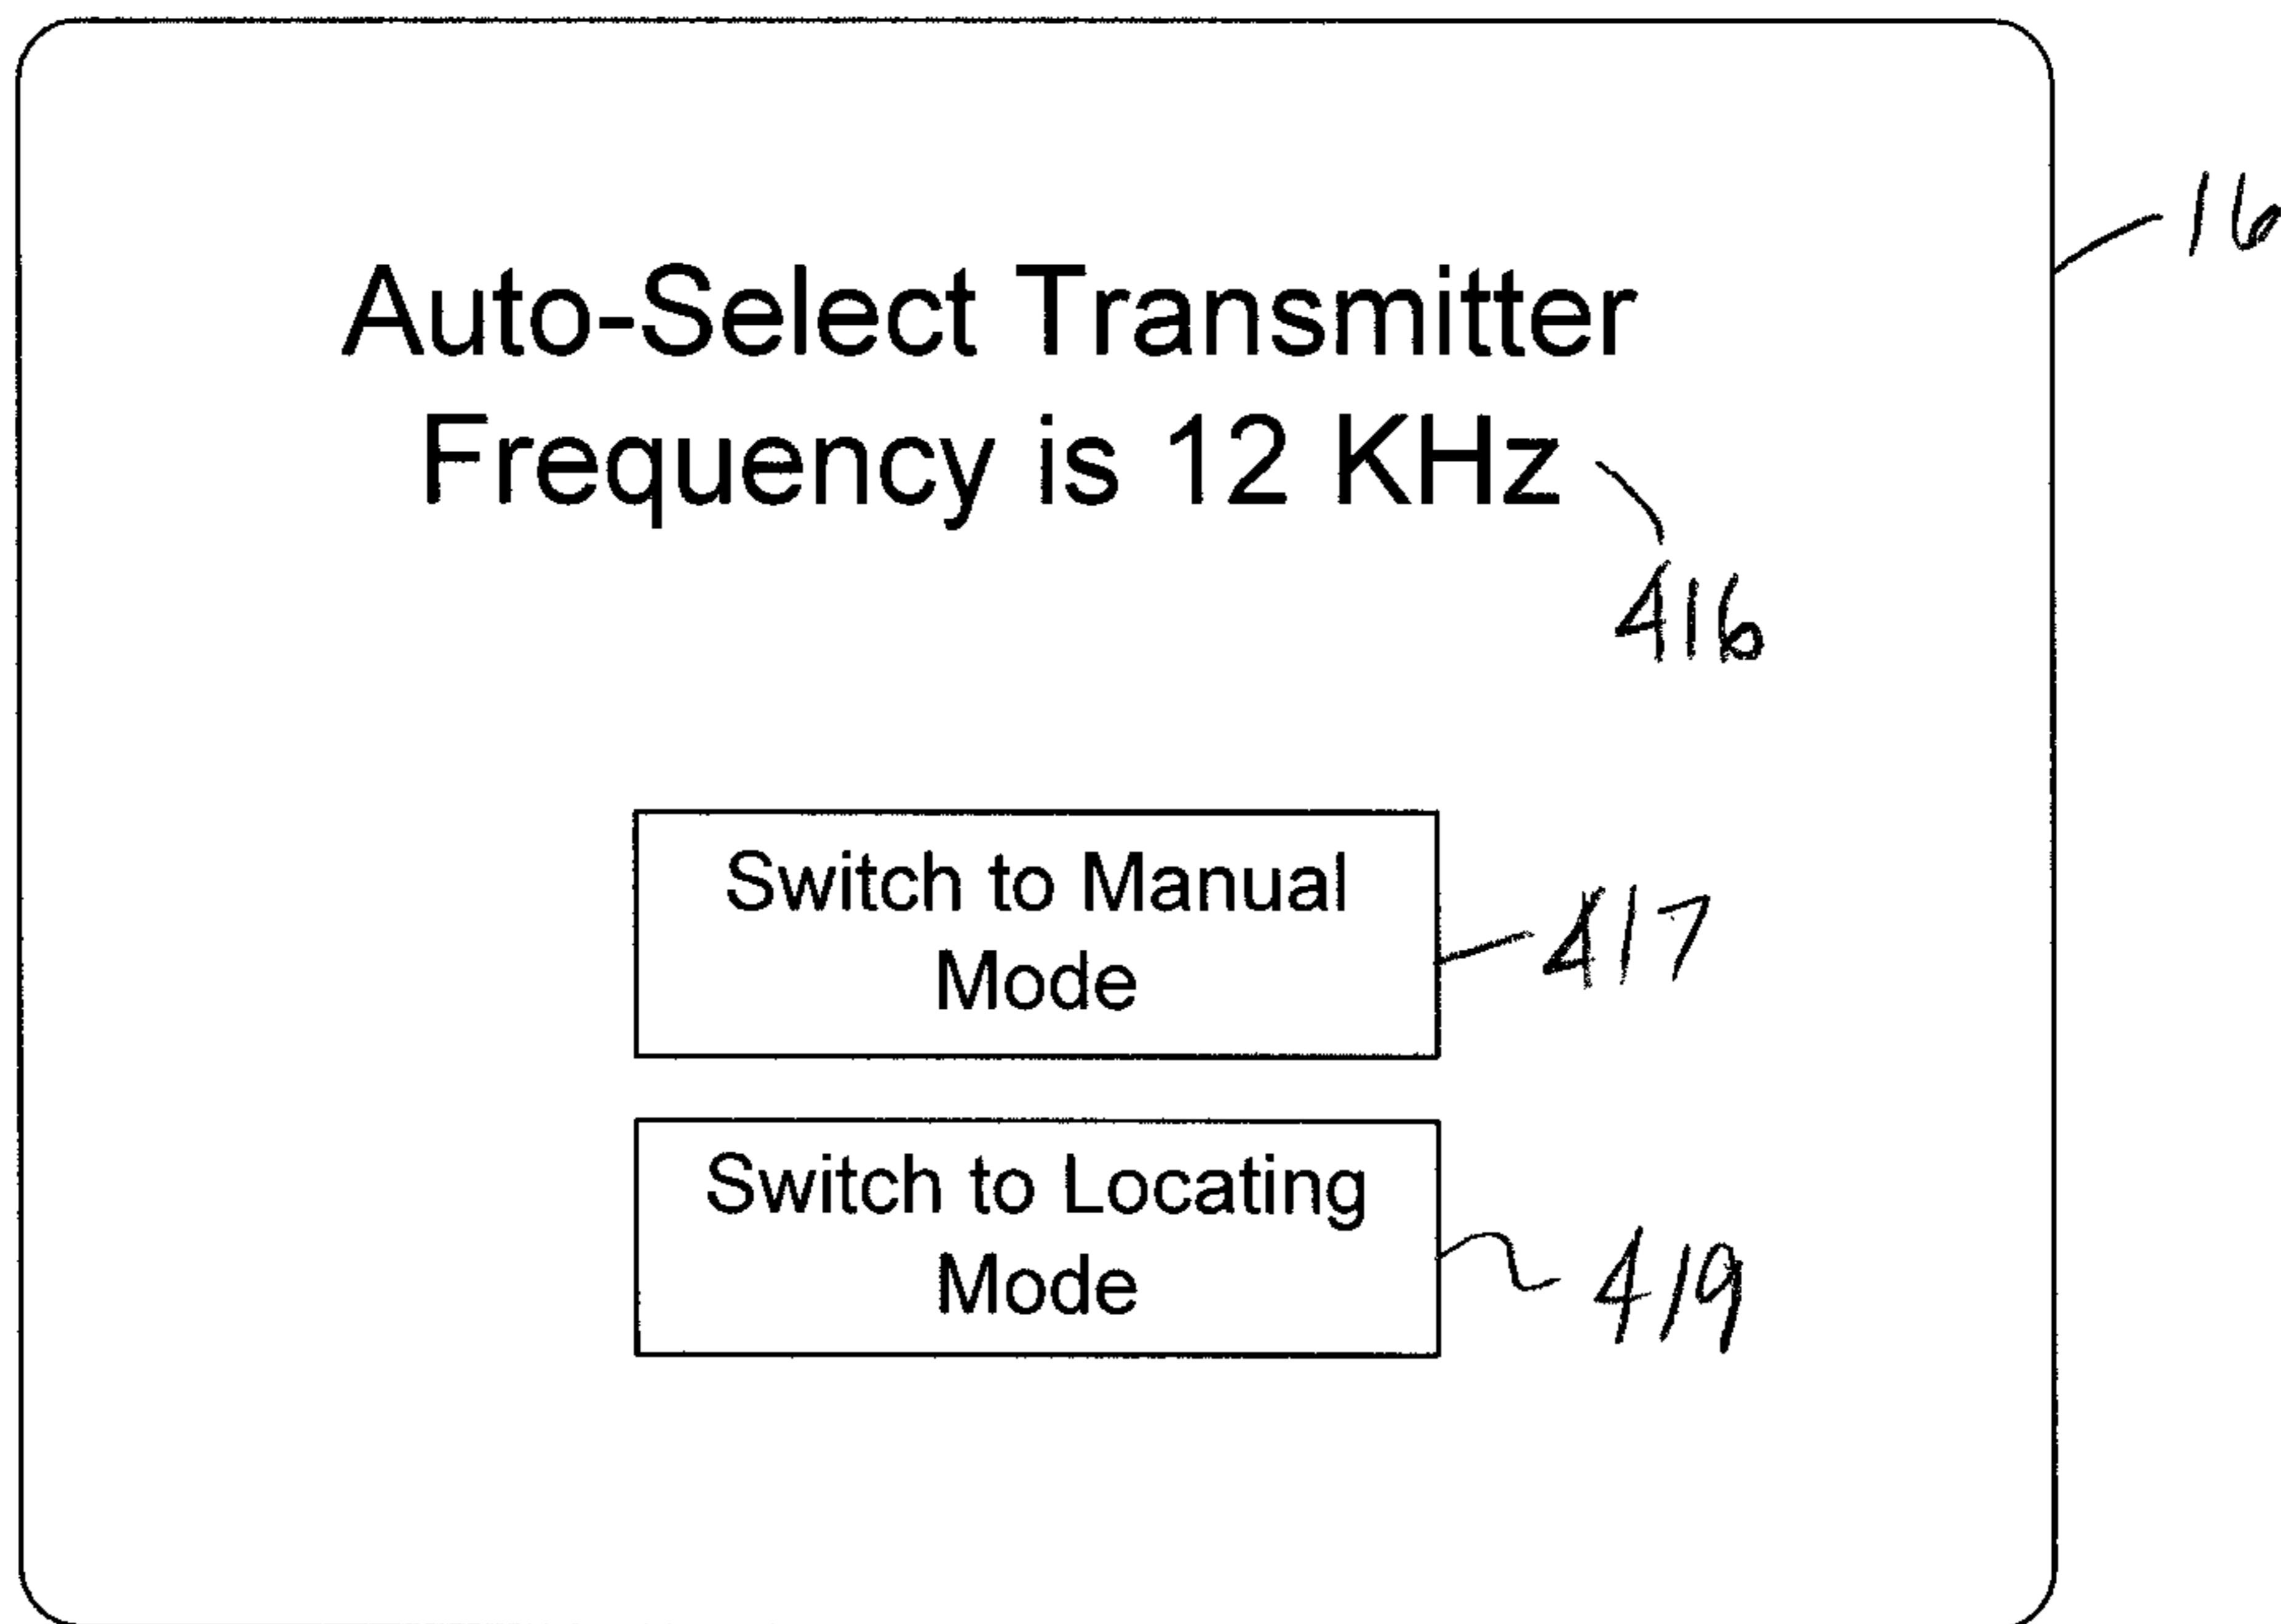 16
Auto-Select Transmitter
Frequency is 12 KHz
416
Switch to Manual
Mode
417
Switch to Locating
Mode
419